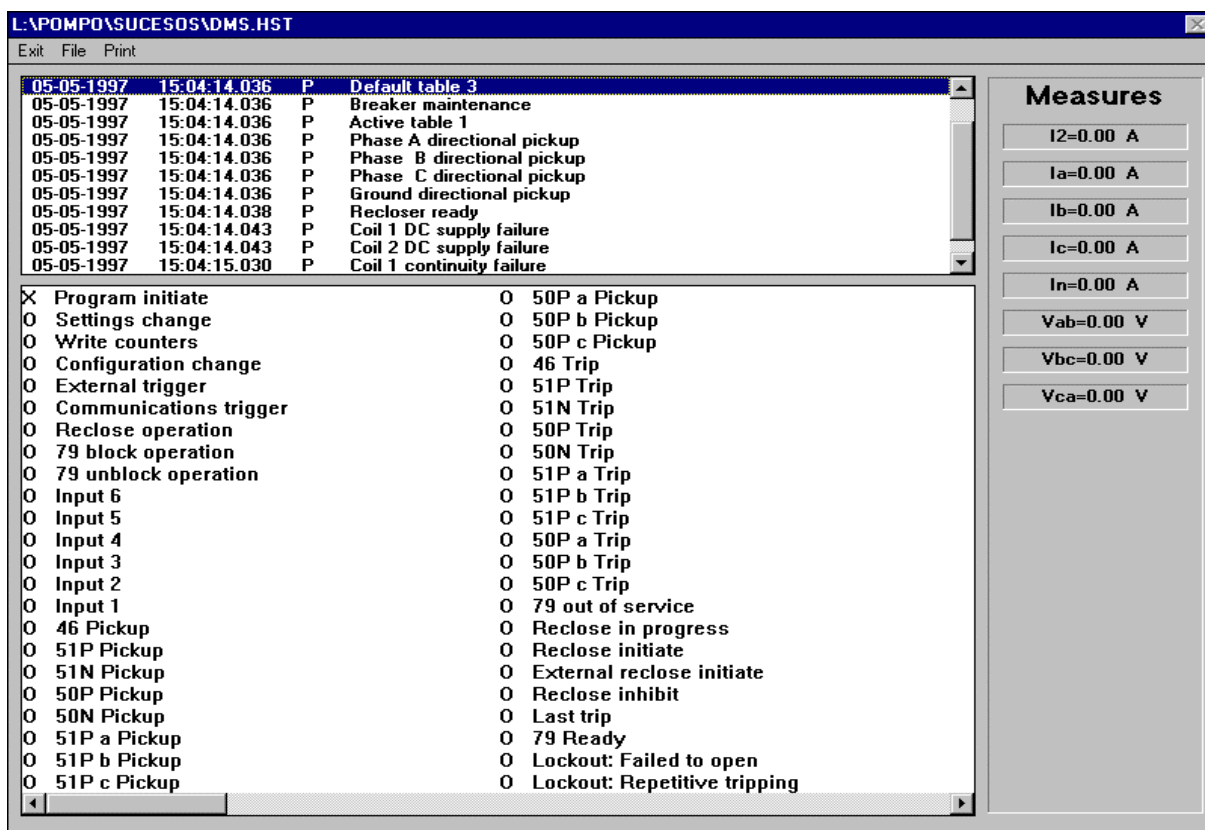 L:\POMPO\SUCESOS\DMS.HST
Exit File Print
05-05-1997 15:04:14.036 P Default table 3
05-05-1997 15:04:14.036 P Breaker maintenance
05-05-1997 15:04:14.036 P Active table 1
05-05-1997 15:04:14.036 P Phase A directional pickup
05-05-1997 15:04:14.036 P Phase B directional pickup
05-05-1997 15:04:14.036 P Phase C directional pickup
05-05-1997 15:04:14.036 P Ground directional pickup
05-05-1997 15:04:14.038 P Recloser ready
05-05-1997 15:04:14.043 P Coil 1 DC supply failure
05-05-1997 15:04:14.043 P Coil 2 DC supply failure
05-05-1997 15:04:15.030 P Coil 1 continuity failure
X Program initiate
O Settings change
O Write counters
O Configuration change
O External trigger
O Communications trigger
O Reclose operation
O 79 block operation
O 79 unblock operation
O Input 6
O Input 5
O Input 4
O Input 3
O Input 2
O Input 1
O 46 Pickup
O 51P Pickup
O 51N Pickup
O 50P Pickup
O 50N Pickup
O 51P a Pickup
O 51P b Pickup
O 51P c Pickup
O 50P a Pickup
O 50P b Pickup
O 50P c Pickup
O 46 Trip
O 51P Trip
O 51N Trip
O 50P Trip
O 50N Trip
O 51P a Trip
O 51P b Trip
O 51P c Trip
O 50P a Trip
O 50P b Trip
O 50P c Trip
O 79 out of service
O Reclose in progress
O Reclose initiate
O External reclose initiate
O Reclose inhibit
O Last trip
O 79 Ready
O Lockout: Failed to open
O Lockout: Repetitive tripping
Measures
I2=0.00 A
Ia=0.00 A
Ib=0.00 A
Ic=0.00 A
In=0.00 A
Vab=0.00 V
Vbc=0.00 V
Vca=0.00 V